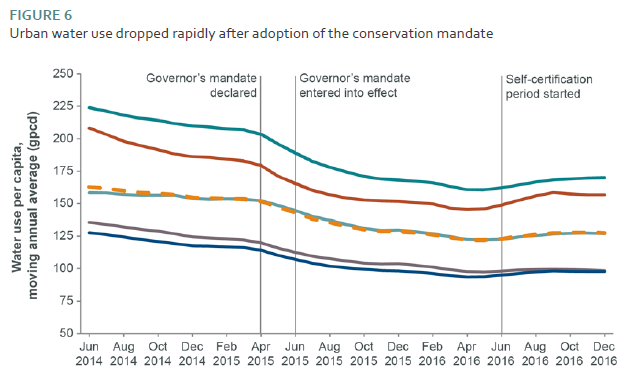 FIGURE 6
Urban water use dropped rapidly after adoption of the conservation mandate
Water use per capita,
moving annual average (gpcd)
250
225
200
175
150
125
100
75
50
Governor's mandate
declared
Governor's mandate
entered into effect
Self-certification
period started
Jun Aug Oct Dec Feb Apr Jun Aug Oct Dec Feb Apr Jun Aug Oct Dec
2014 2014 2014 2014 2015 2015 2015 2015 2015 2015 2016 2016 2016 2016 2016 2016